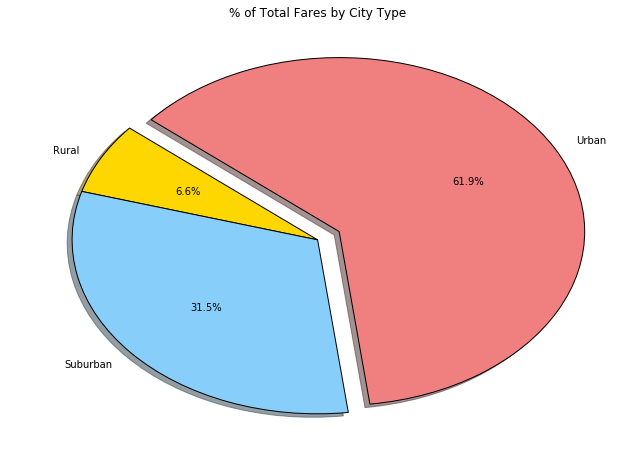 % of Total Fares by City Type
Urban
Rural
61.9%
6.6%
31.5%
Suburban